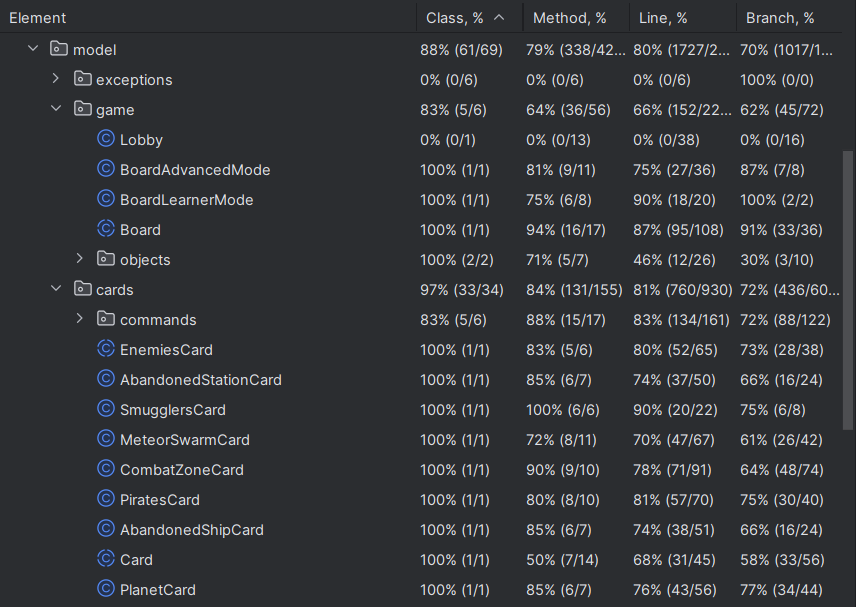 Element Class, % Method, % Line, % Branch, %
model 88% (61/69) 79% (338/42... 80% (1727/2... 70% (1017/1...
exceptions 0% (0/6) 0% (0/6) 0% (0/6) 100% (0/0)
game 83% (5/6) 64% (36/56) 66% (152/22... 62% (45/72)
Lobby 0% (0/1) 0% (0/13) 0% (0/38) 0% (0/16)
BoardAdvancedMode 100% (1/1) 81% (9/11) 75% (27/36) 87% (7/8)
BoardLearnerMode 100% (1/1) 75% (6/8) 90% (18/20) 100% (2/2)
Board 100% (1/1) 94% (16/17) 87% (95/108) 91% (33/36)
objects 100% (2/2) 71% (5/7) 46% (12/26) 30% (3/10)
cards 97% (33/34) 84% (131/155) 81% (760/930) 72% (436/60...
commands 83% (5/6) 88% (15/17) 83% (134/161) 72% (88/122)
EnemiesCard 100% (1/1) 83% (5/6) 80% (52/65) 73% (28/38)
AbandonedStationCard 100% (1/1) 85% (6/7) 74% (37/50) 66% (16/24)
SmugglersCard 100% (1/1) 100% (6/6) 90% (20/22) 75% (6/8)
MeteorSwarmCard 100% (1/1) 72% (8/11) 70% (47/67) 61% (26/42)
CombatZoneCard 100% (1/1) 90% (9/10) 78% (71/91) 64% (48/74)
PiratesCard 100% (1/1) 80% (8/10) 81% (57/70) 75% (30/40)
AbandonedShipCard 100% (1/1) 85% (6/7) 74% (38/51) 66% (16/24)
Card 100% (1/1) 50% (7/14) 68% (31/45) 58% (33/56)
PlanetCard 100% (1/1) 85% (6/7) 76% (43/56) 77% (34/44)